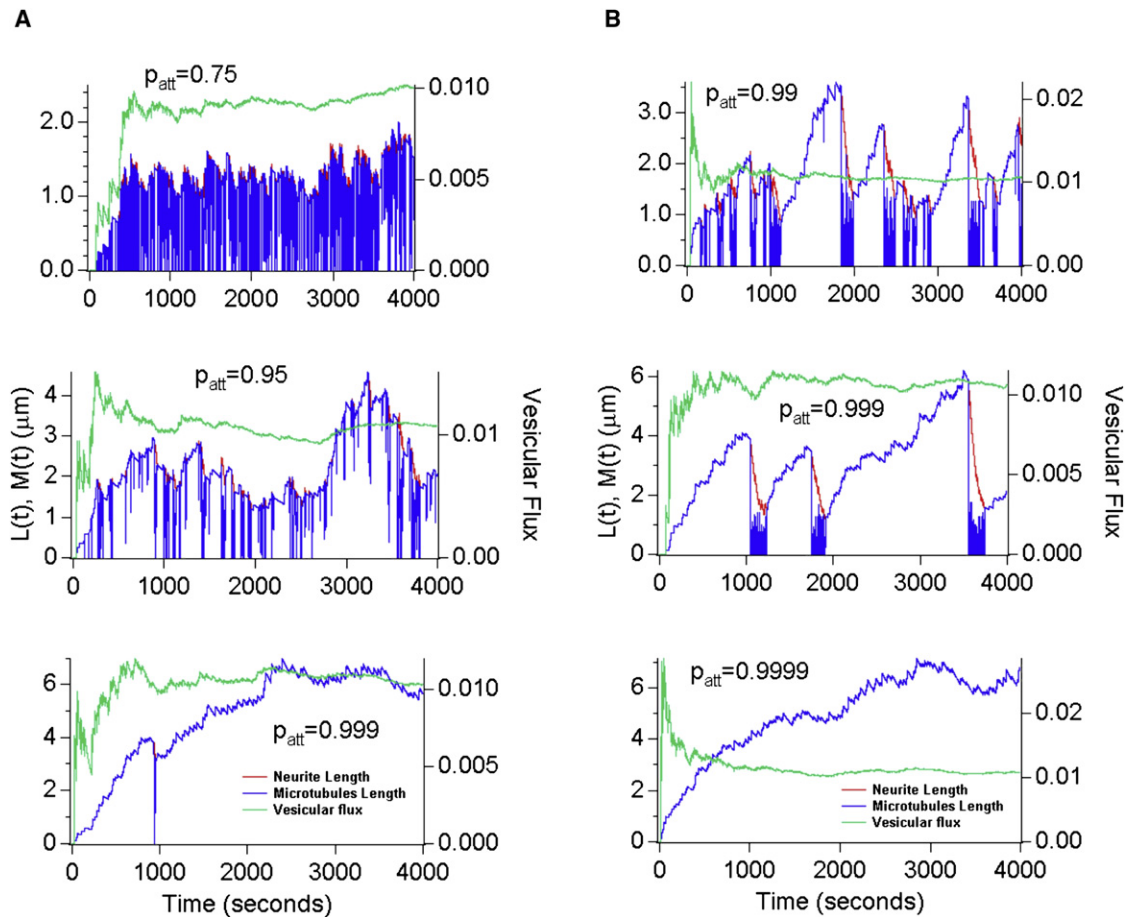 A
p_att=0.75
2.0
1.0
0.0
0.010
0.005
0.000
0 1000 2000 3000 4000
p_att=0.95
4
3
2
1
0
0.01
0.00
0 1000 2000 3000 4000
L(t), M(t) (μm)
Vesicular Flux
p_att=0.999
6
4
2
0
0.010
0.005
0.000
Neurite Length
Microtubules Length
Vesicular flux
0 1000 2000 3000 4000
Time (seconds)
B
p_att=0.99
3.0
2.0
1.0
0.0
0.02
0.01
0.00
0 1000 2000 3000 4000
p_att=0.999
6
4
2
0
0.010
0.005
0.000
0 1000 2000 3000 4000
L(t), M(t) (μm)
Vesicular Flux
p_att=0.9999
6
4
2
0
0.02
0.01
0.00
Neurite Length
Microtubules Length
Vesicular flux
0 1000 2000 3000 4000
Time (seconds)